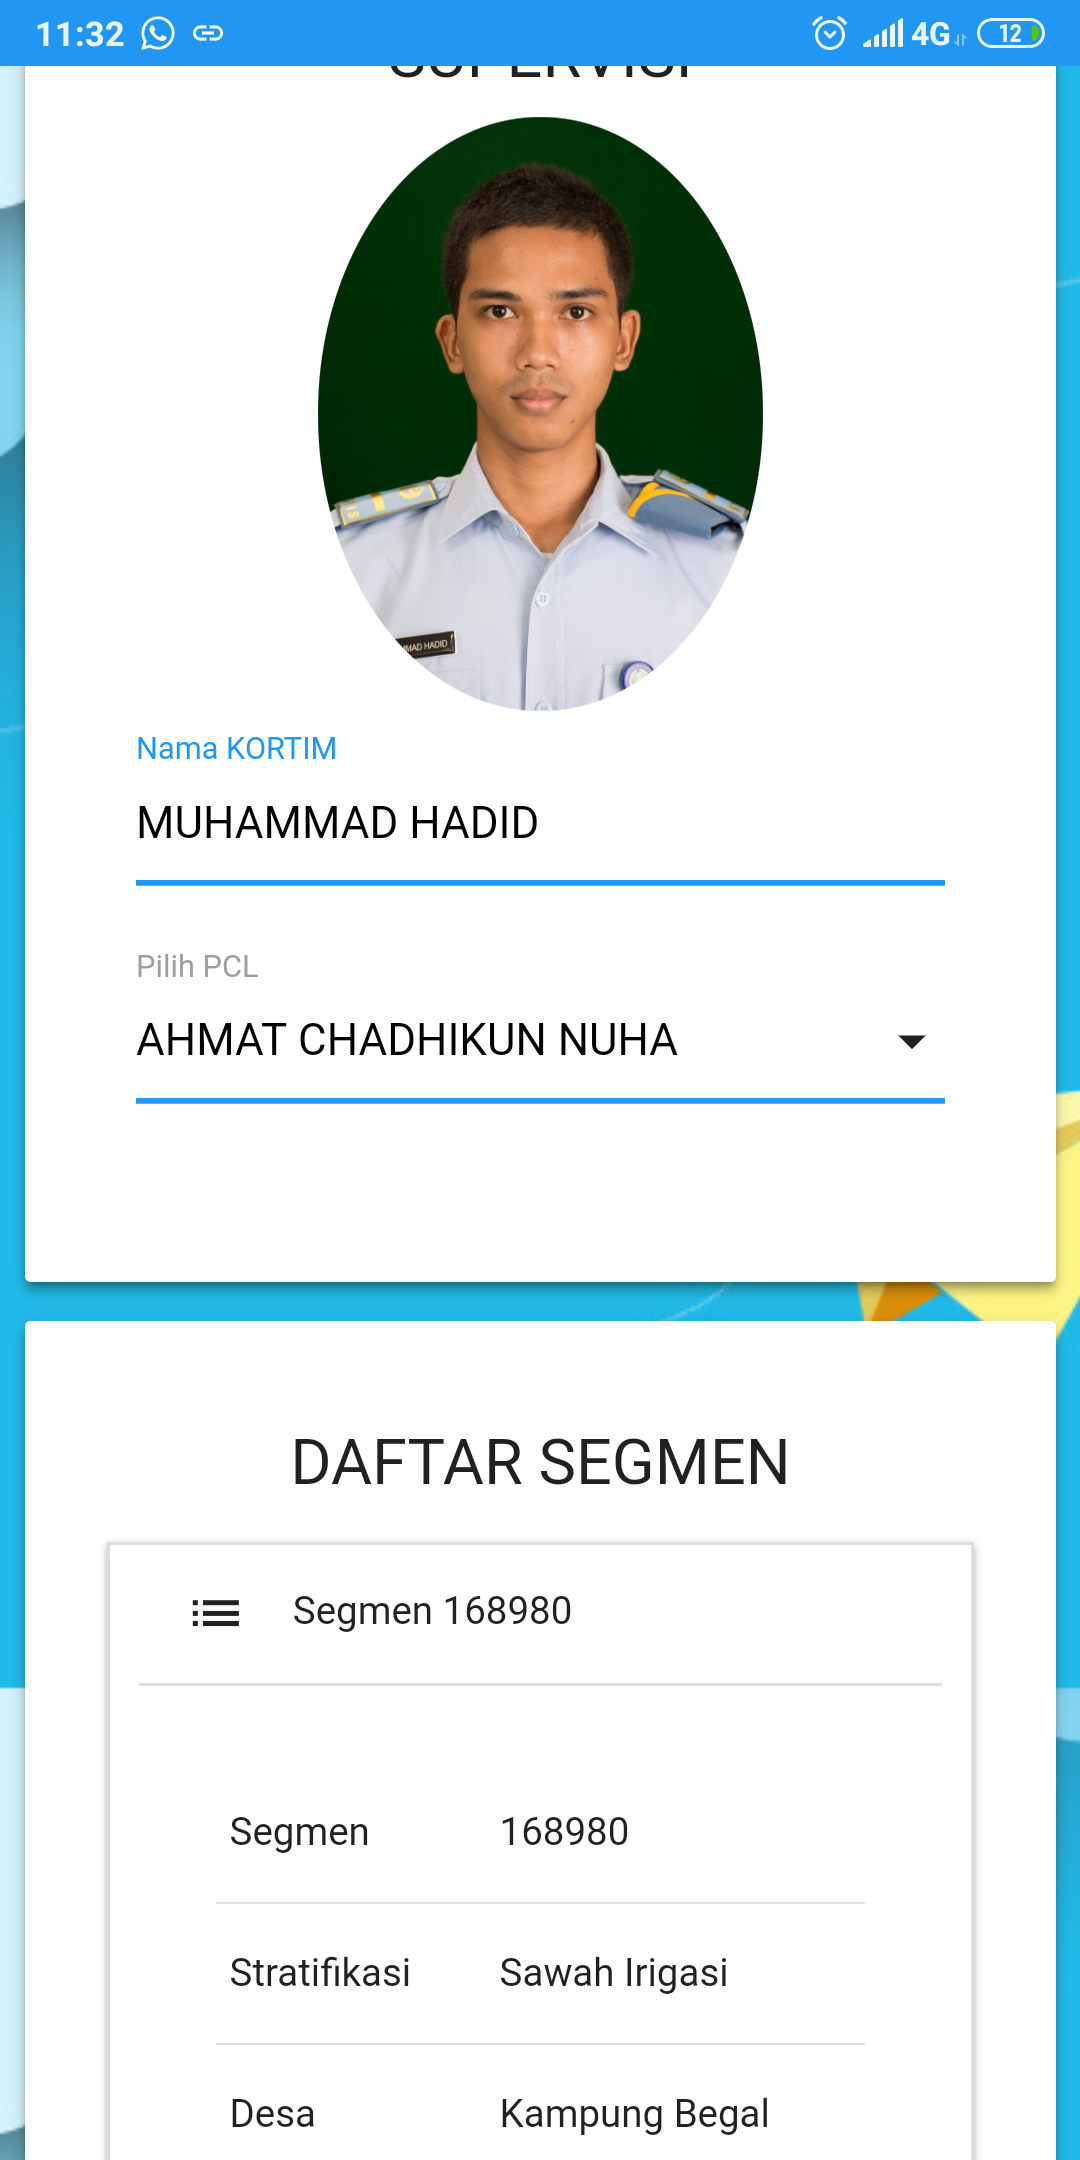 11:32 4G 12
SUPERVISI
MAD HADID
Nama KORTIM
MUHAMMAD HADID
Pilih PCL
AHMAT CHADHIKUN NUHA
DAFTAR SEGMEN
Segmen 168980
Segmen 168980
Stratifikasi Sawah Irigasi
Desa Kampung Begal